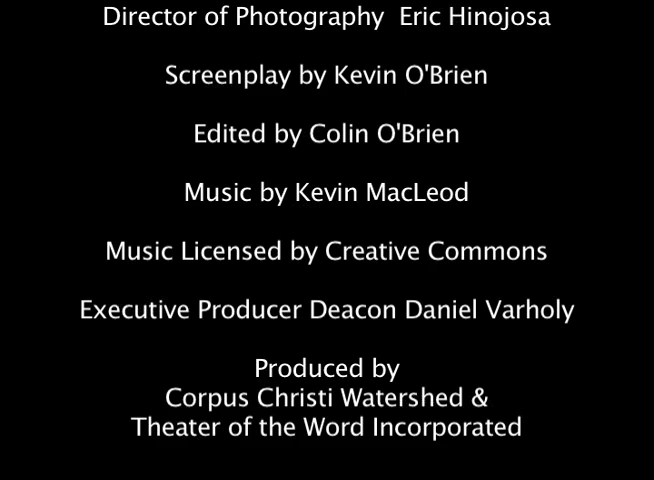 Director of Photography  Eric Hinojosa
Screenplay by Kevin O'Brien
Edited by Colin O'Brien
Music by Kevin MacLeod
Music Licensed by Creative Commons
Executive Producer Deacon Daniel Varholy
Produced by
Corpus Christi Watershed &
Theater of the Word Incorporated